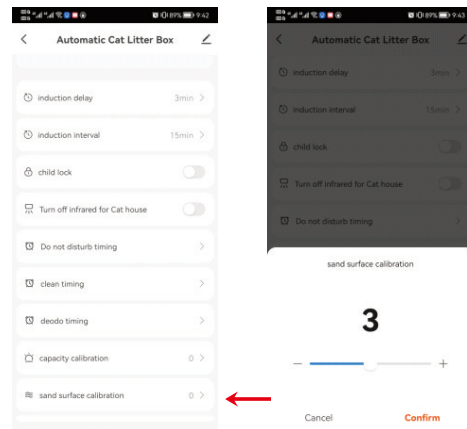 89% 9:42
Automatic Cat Litter Box
induction delay 3min
induction interval 15min
child lock
Turn off infrared for Cat house
Do not disturb timing
clean timing
deodo timing
capacity calibration 0
sand surface calibration 0
89% 9:43
Automatic Cat Litter Box
induction delay 3min
induction interval 15min
child lock
Turn off infrared for Cat house
Do not disturb timing
sand surface calibration
3
− +
Cancel Confirm